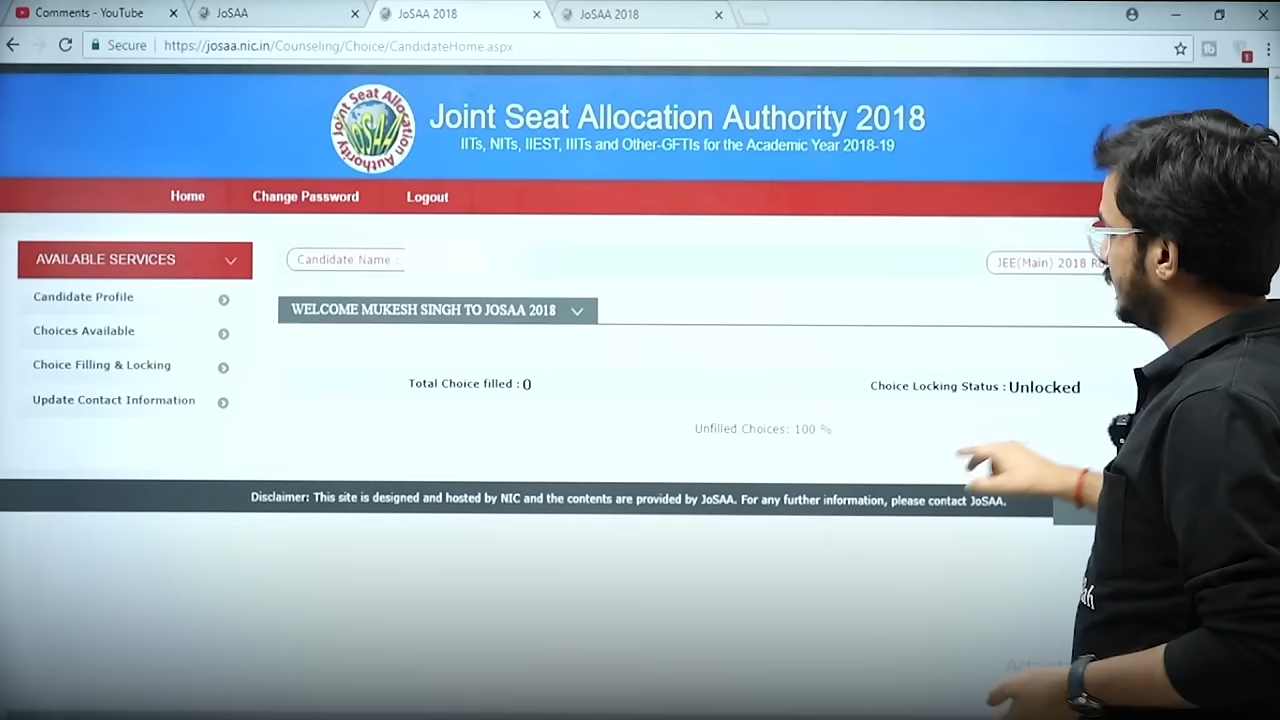 Comments - YouTube
JoSAA
JoSAA 2018
JoSAA 2018
Secure
https://josaa.nic.in/Counseling/Choice/CandidateHome.aspx
Joint Seat Allocation Authority
JoSAA
Joint Seat Allocation Authority 2018
IITs, NITs, IIEST, IIITs and Other-GFTIs for the Academic Year 2018-19
Home
Change Password
Logout
AVAILABLE SERVICES
Candidate Profile
Choices Available
Choice Filling & Locking
Update Contact Information
Candidate Name :
JEE(Main) 2018
WELCOME MUKESH SINGH TO JOSAA 2018
Total Choice filled : 0
Choice Locking Status : Unlocked
Unfilled Choices: 100 %
Disclaimer: This site is designed and hosted by NIC and the contents are provided by JoSAA. For any further information, please contact JoSAA.